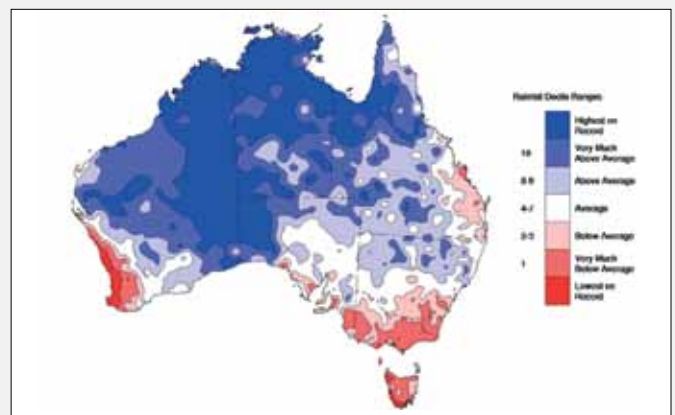 Rainfall Decile Ranges
Highest on
Record
10
Very Much
Above Average
8-9
Above Average
4-7
Average
2-3
Below Average
1
Very Much
Below Average
Lowest on
Record